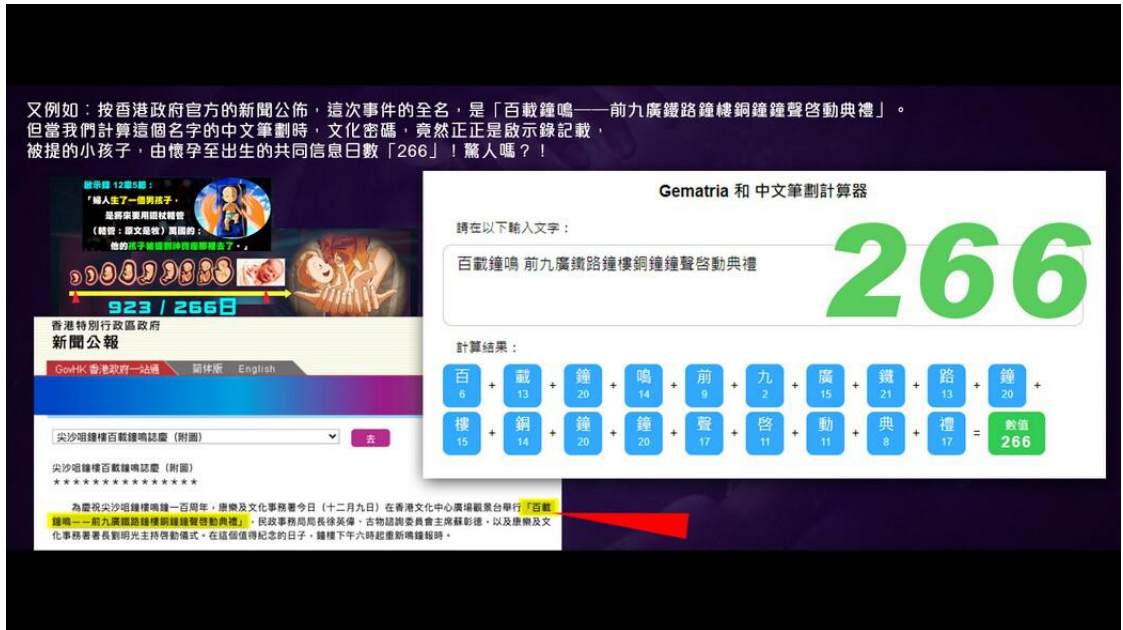 又例如：按香港政府官方的新聞公佈，這次事件的全名，是「百載鐘鳴——前九廣鐵路鐘樓銅鐘鐘聲啓動典禮」。
但當我們計算這個名字的中文筆劃時，文化密碼，竟然正正是啟示錄記載，
被提的小孩子，由懷孕至出生的共同信息日數「266」！驚人嗎？！
啟示錄 12章5節：
「婦人生了一個男孩子，
是將來要用鐵杖轄管
（轄管：原文是牧）萬國的；
他的孩子被提到神寶座那裡去了。」
923 / 266日
香港特別行政區政府
新聞公報
GovHK 香港政府一站通
简体版
English
尖沙咀鐘樓百載鐘鳴誌慶（附圖）
去
尖沙咀鐘樓百載鐘鳴誌慶（附圖）
****************
為慶祝尖沙咀鐘樓鳴鐘一百周年，康樂及文化事務署今日（十二月九日）在香港文化中心廣場觀景台舉行「百載
鐘鳴——前九廣鐵路鐘樓銅鐘鐘聲啓動典禮」，民政事務局局長徐英偉、古物諮詢委員會主席蘇彰德，以及康樂及文
化事務署署長劉明光主持啓動儀式。在這個值得紀念的日子，鐘樓下午六時起重新鳴鐘報時。
Gematria 和 中文筆劃計算器
請在以下輸入文字：
百載鐘鳴 前九廣鐵路鐘樓銅鐘鐘聲啓動典禮
266
計算結果：
百 + 載 + 鐘 + 鳴 + 前 + 九 + 廣 + 鐵 + 路 + 鐘 +
6 13 20 14 9 2 15 21 13 20
樓 + 銅 + 鐘 + 鐘 + 聲 + 啓 + 動 + 典 + 禮 = 數值
15 14 20 20 17 11 11 8 17 266